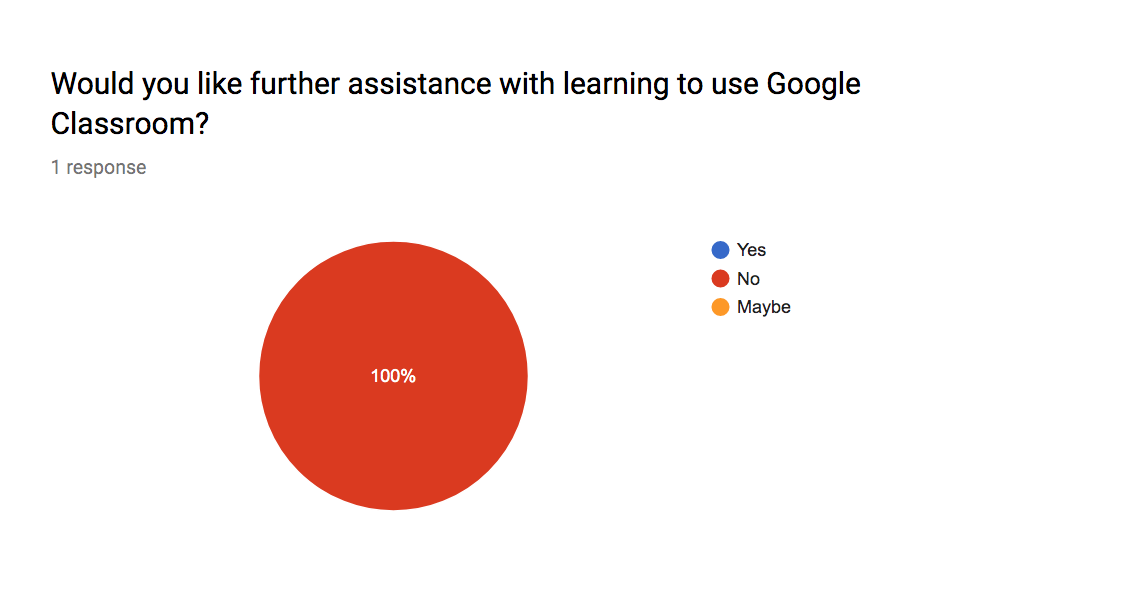 Would you like further assistance with learning to use Google
Classroom?
1 response
Yes
No
Maybe
100%